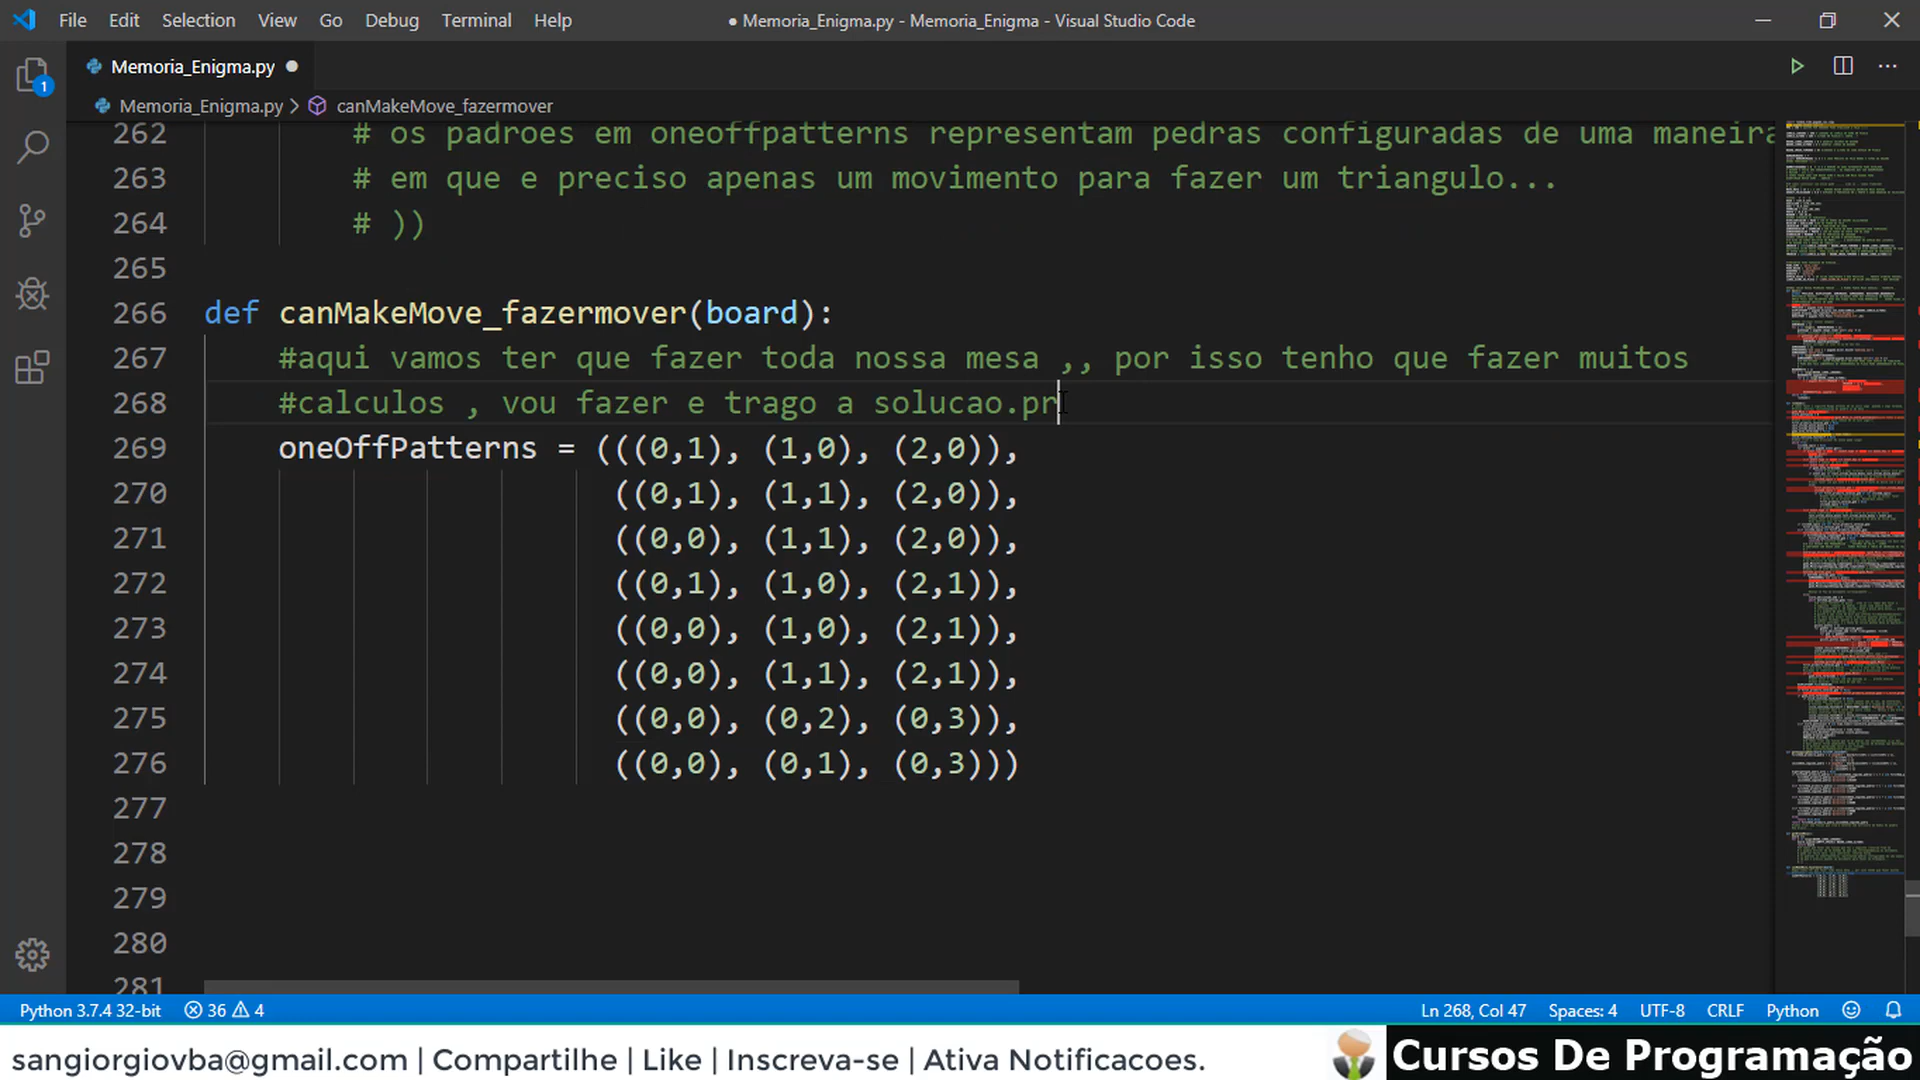 File Edit Selection View Go Debug Terminal Help ● Memoria_Enigma.py - Memoria_Enigma - Visual Studio Code
Memoria_Enigma.py ●
Memoria_Enigma.py > canMakeMove_fazermover
1
262 # os padroes em oneoffpatterns representam pedras configuradas de uma maneira
263 # em que e preciso apenas um movimento para fazer um triangulo...
264 # ))
265
266 def canMakeMove_fazermover(board):
267 #aqui vamos ter que fazer toda nossa mesa ,, por isso tenho que fazer muitos
268 #calculos , vou fazer e trago a solucao.pr
269 oneOffPatterns = (((0,1), (1,0), (2,0)),
270 ((0,1), (1,1), (2,0)),
271 ((0,0), (1,1), (2,0)),
272 ((0,1), (1,0), (2,1)),
273 ((0,0), (1,0), (2,1)),
274 ((0,0), (1,1), (2,1)),
275 ((0,0), (0,2), (0,3)),
276 ((0,0), (0,1), (0,3)))
277
278
279
280
281
Python 3.7.4 32-bit 36 4 Ln 268, Col 47 Spaces: 4 UTF-8 CRLF Python
sangiorgiovba@gmail.com | Compartilhe | Like | Inscreva-se | Ativa Notificacoes. Cursos De Programação